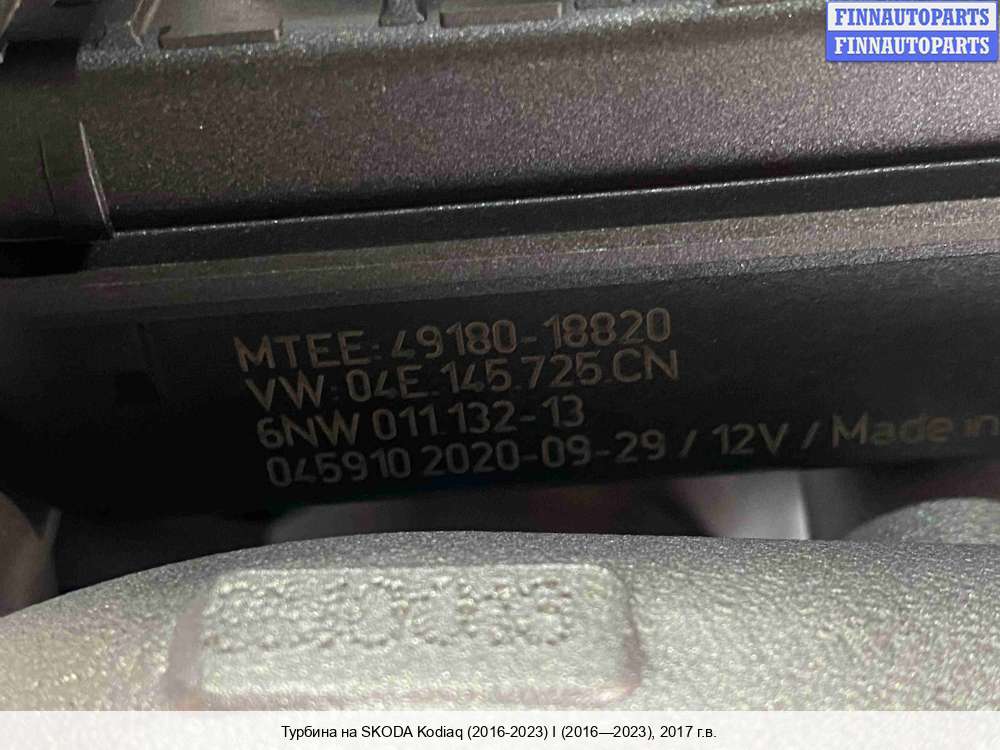 FINNAUTOPARTS
FINNAUTOPARTS
MTEE: 49180-18820
VW: 04E.145.725.CN
6NW 011.132-13
045910 2020-09-29 / 12V / Made in
Турбина на SKODA Kodiaq (2016-2023) I (2016—2023), 2017 г.в.